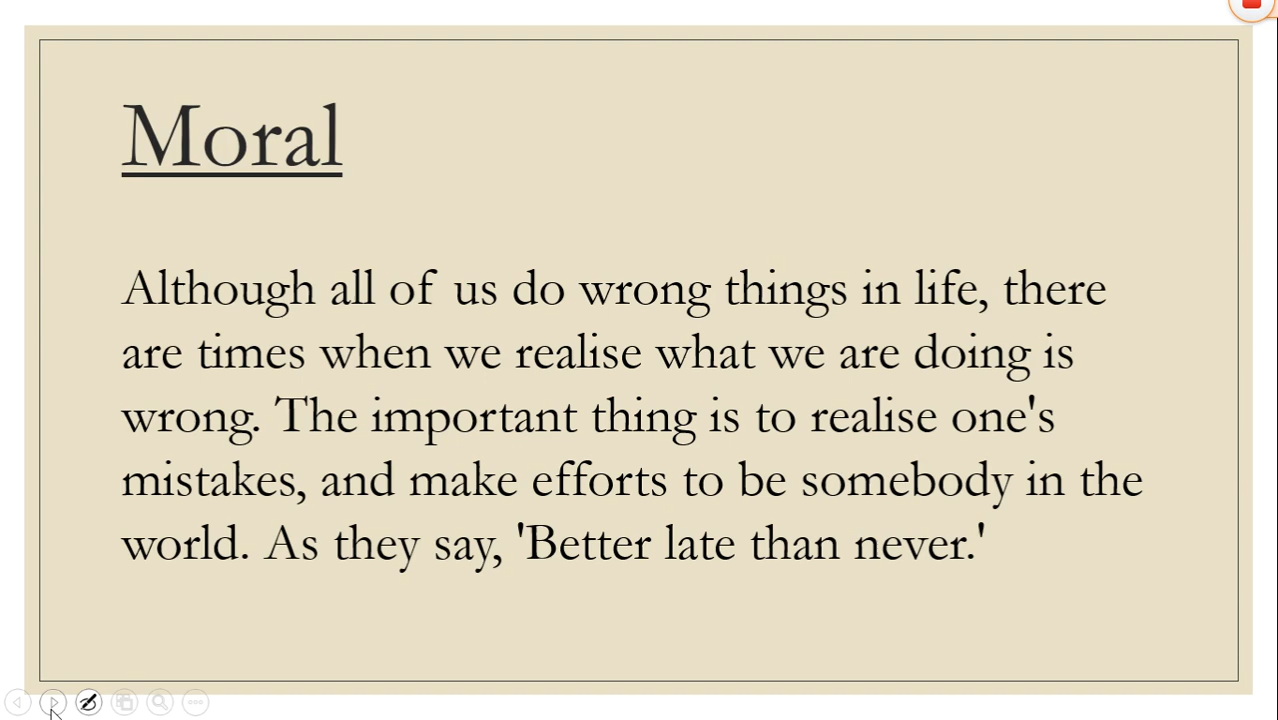 Moral
Although all of us do wrong things in life, there
are times when we realise what we are doing is
wrong. The important thing is to realise one's
mistakes, and make efforts to be somebody in the
world. As they say, 'Better late than never.'